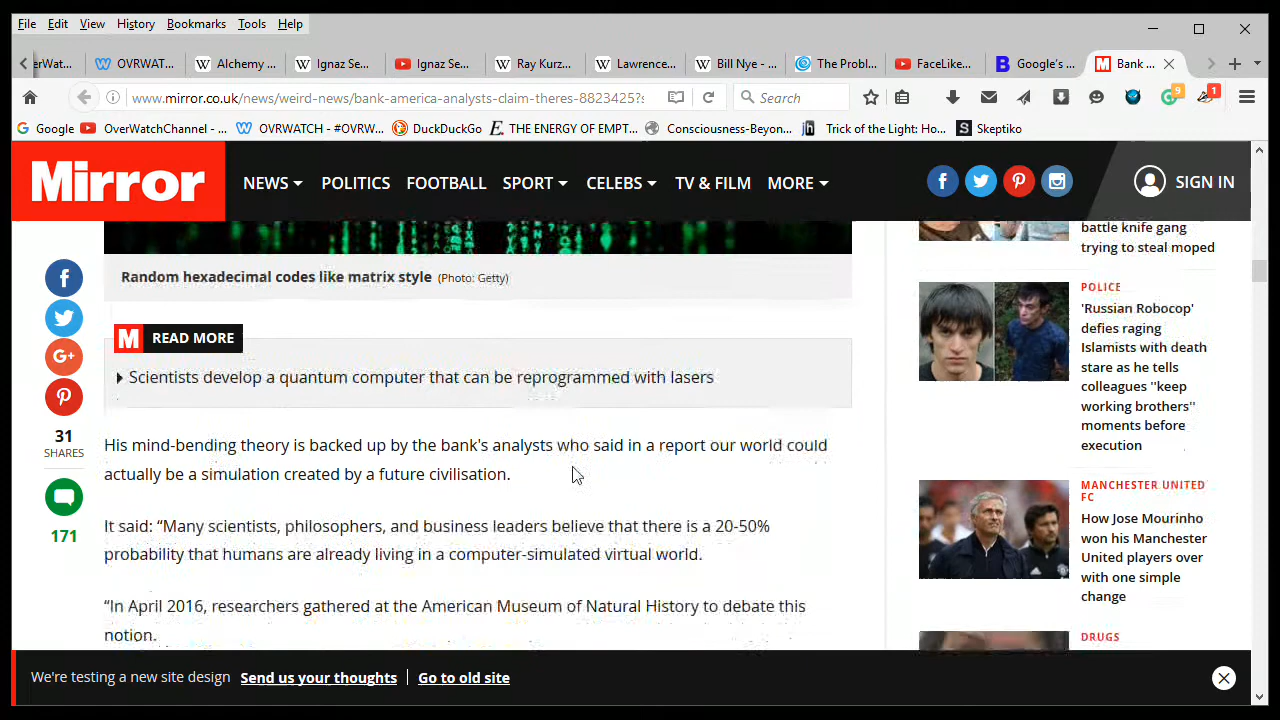 File Edit View History Bookmarks Tools Help
erWat... OVRWAT... Alchemy ... Ignaz Se... Ignaz Se... Ray Kurz... Lawrence... Bill Nye - ... The Probl... FaceLike... Google's ... Bank ...
www.mirror.co.uk/news/weird-news/bank-america-analysts-claim-theres-8823425?s Search 9 1
Google OverWatchChannel - ... OVRWATCH - #OVRW... DuckDuckGo THE ENERGY OF EMPT... Consciousness-Beyon... Trick of the Light: Ho... Skeptiko
Mirror NEWS POLITICS FOOTBALL SPORT CELEBS TV & FILM MORE SIGN IN
Random hexadecimal codes like matrix style (Photo: Getty)
M READ MORE
Scientists develop a quantum computer that can be reprogrammed with lasers
31
SHARES
171
His mind-bending theory is backed up by the bank's analysts who said in a report our world could
actually be a simulation created by a future civilisation.
It said: “Many scientists, philosophers, and business leaders believe that there is a 20-50%
probability that humans are already living in a computer-simulated virtual world.
“In April 2016, researchers gathered at the American Museum of Natural History to debate this
notion.
battle knife gang
trying to steal moped
POLICE
'Russian Robocop'
defies raging
Islamists with death
stare as he tells
colleagues "keep
working brothers"
moments before
execution
MANCHESTER UNITED
FC
How Jose Mourinho
won his Manchester
United players over
with one simple
change
DRUGS
We're testing a new site design Send us your thoughts Go to old site